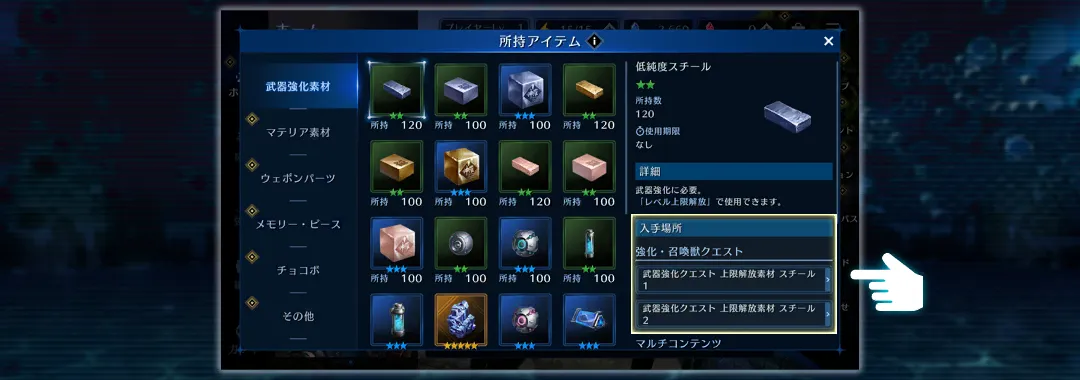 所持アイテム
武器強化素材
マテリア素材
ウェポンパーツ
メモリー・ピース
チョコボ
その他
所持 120
所持 100
所持 100
所持 120
所持 100
所持 100
所持 120
所持 100
所持 100
所持 100
所持 100
所持 100
低純度スチール
所持数
120
使用期限
なし
詳細
武器強化に必要。
「レベル上限解放」で使用できます。
入手場所
強化・召喚獣クエスト
武器強化クエスト 上限解放素材 スチール
1
武器強化クエスト 上限解放素材 スチール
2
マルチコンテンツ